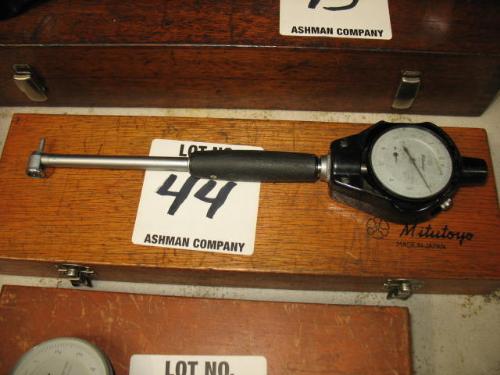 ASHMAN COMPANY
LOT NO.
44
ASHMAN COMPANY
Mitutoyo
MADE IN JAPAN
LOT NO.